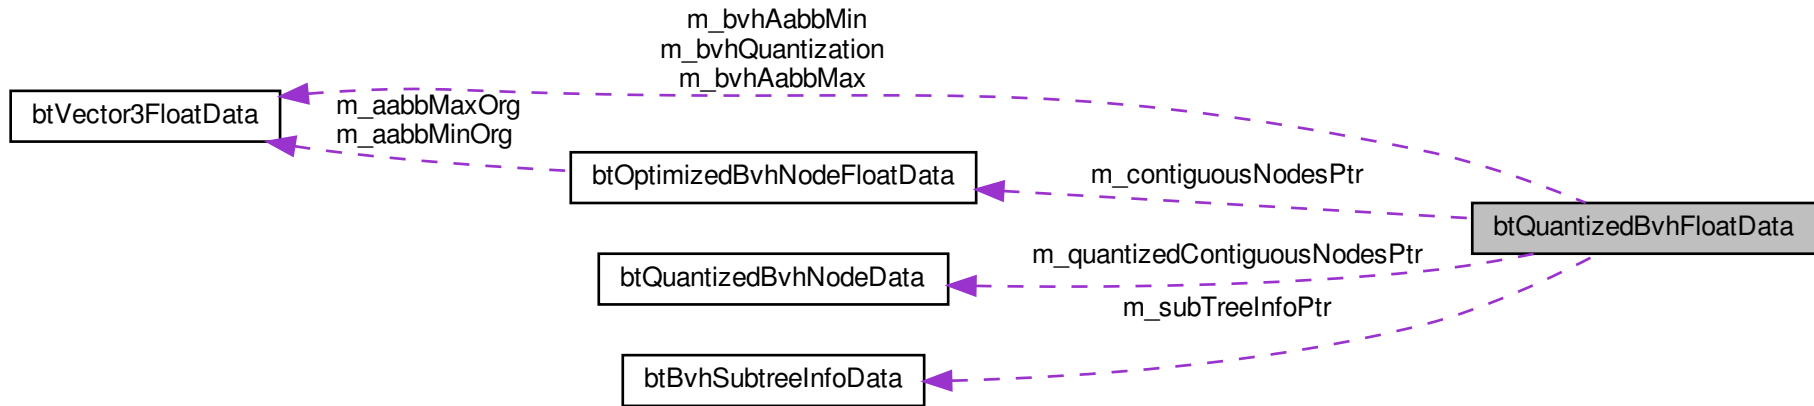 m_bvhAabbMin
m_bvhQuantization
m_bvhAabbMax
btVector3FloatData
m_aabbMaxOrg
m_aabbMinOrg
btOptimizedBvhNodeFloatData
m_contiguousNodesPtr
btQuantizedBvhFloatData
m_quantizedContiguousNodesPtr
btQuantizedBvhNodeData
m_subTreeInfoPtr
btBvhSubtreeInfoData